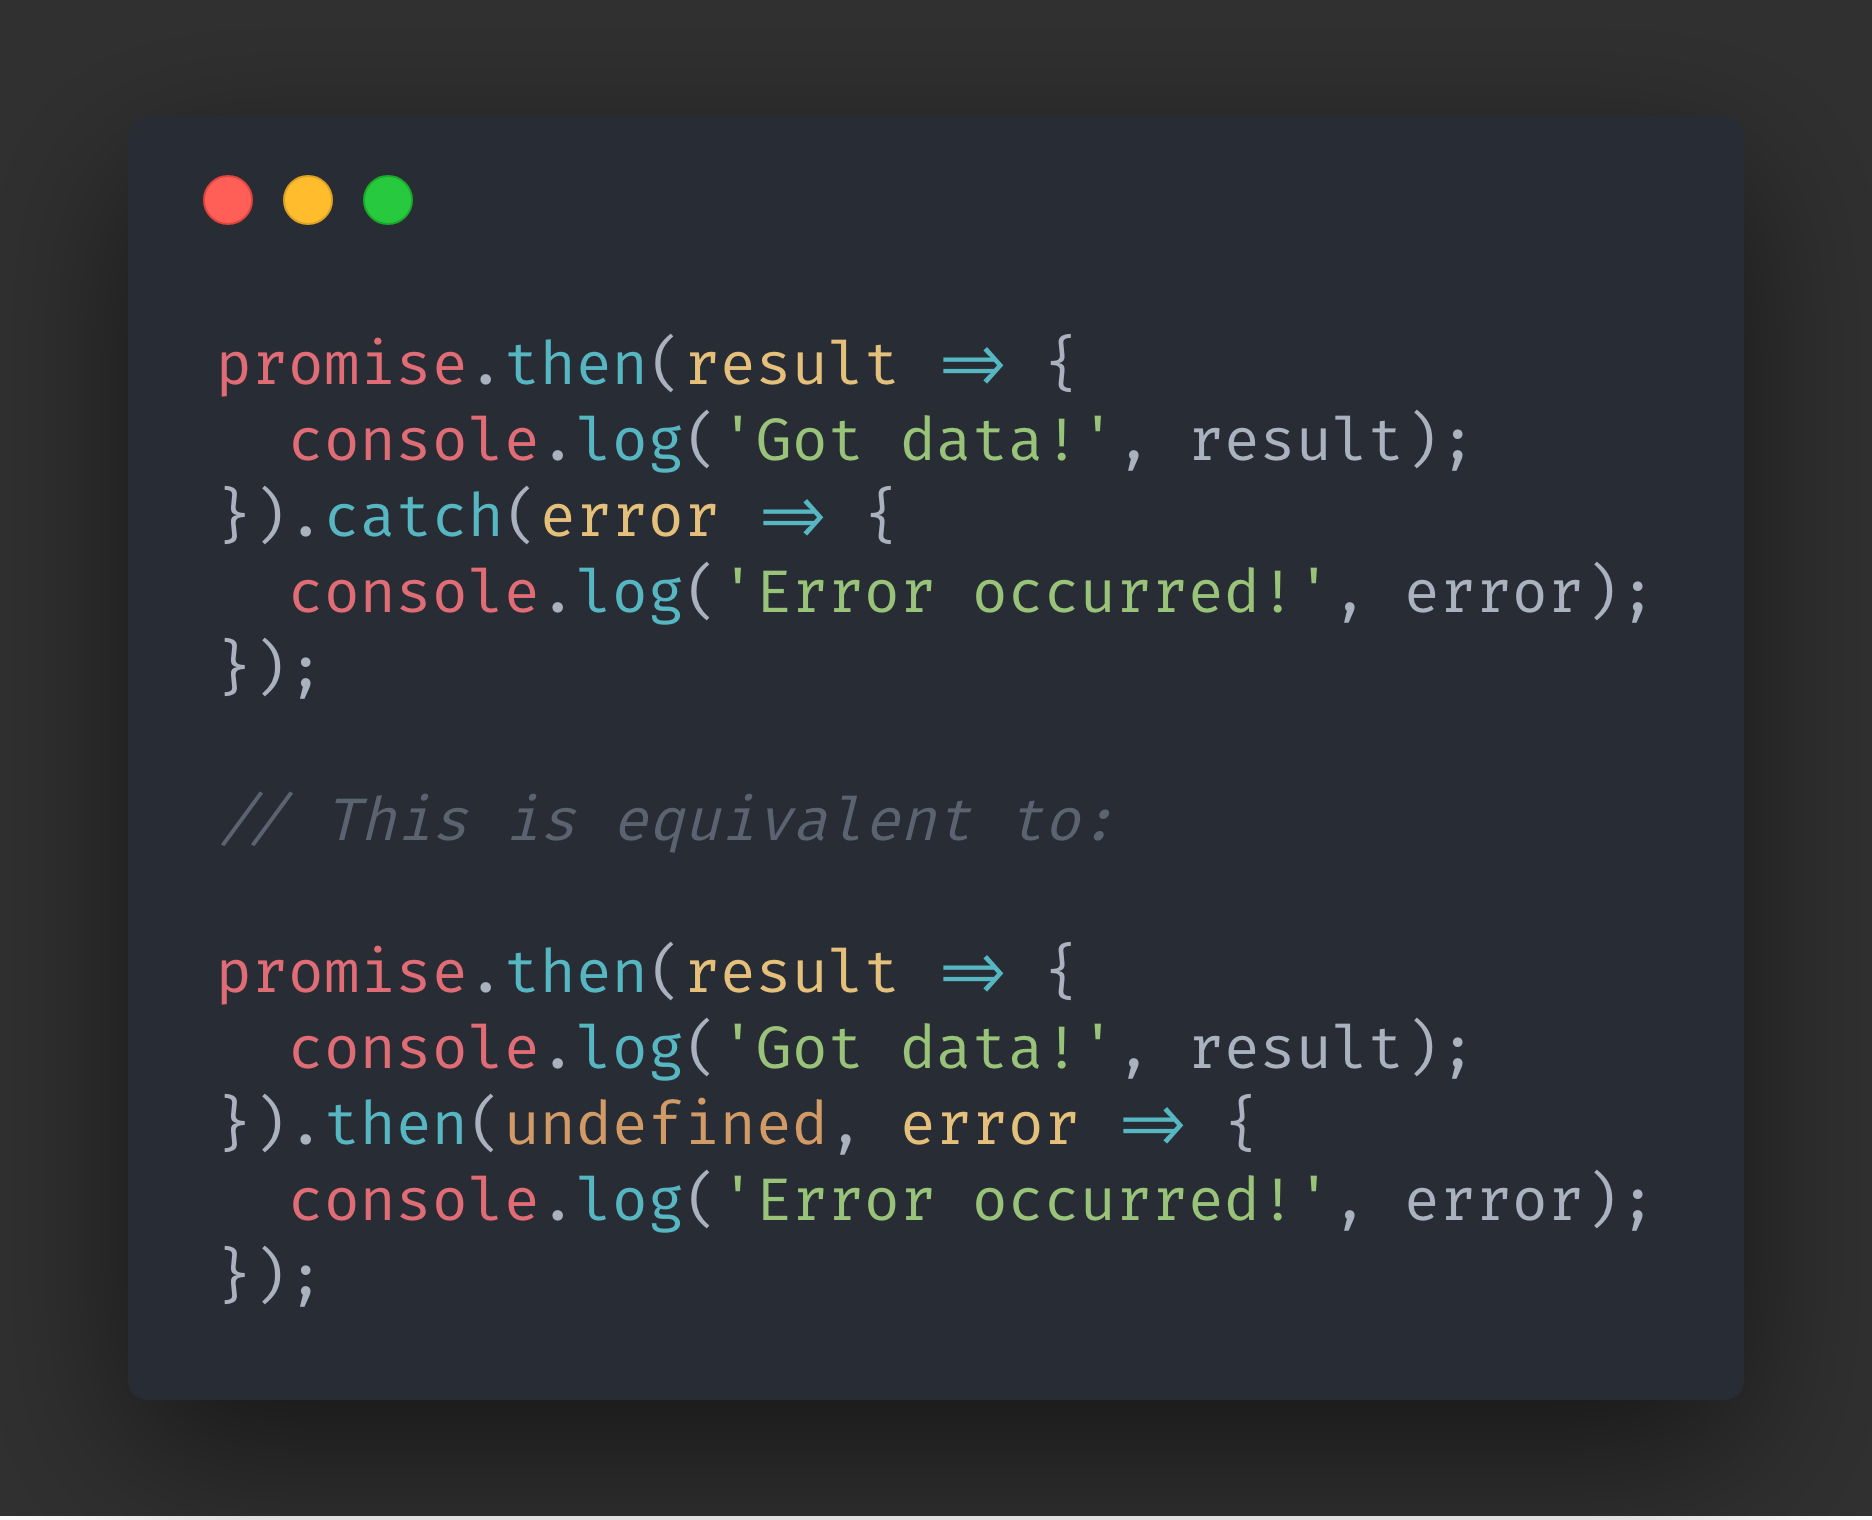 promise.then(result => {
  console.log('Got data!', result);
}).catch(error => {
  console.log('Error occurred!', error);
});
// This is equivalent to:
promise.then(result => {
  console.log('Got data!', result);
}).then(undefined, error => {
  console.log('Error occurred!', error);
});